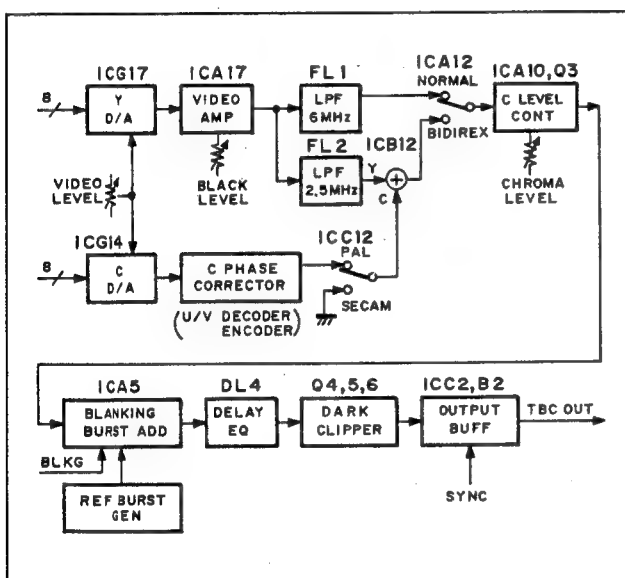 ICG17
8
Y
D/A
ICA17
VIDEO
AMP
FL1
LPF
6MHz
ICA12
NORMAL
BIDIREX
ICA10,Q3
C LEVEL
CONT
VIDEO
LEVEL
BLACK LEVEL
FL2
LPF
2,5MHz
Y
C
ICB12
CHROMA
LEVEL
ICG14
8
C
D/A
C PHASE
CORRECTOR
(U/V DECODER
ENCODER)
ICC12
PAL
SECAM
ICA5
BLANKING
BURST ADD
DL4
DELAY
EQ
Q4,5,6
DARK
CLIPPER
ICC2,B2
OUTPUT
BUFF
TBC OUT
BLKG
REF BURST
GEN
SYNC